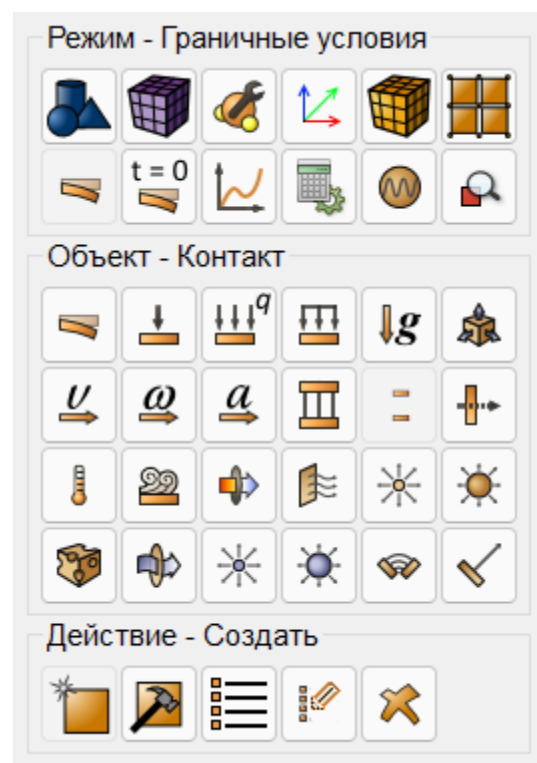 Режим - Граничные условия
t = 0
Объект - Контакт
q
g
υ ω a
Действие - Создать